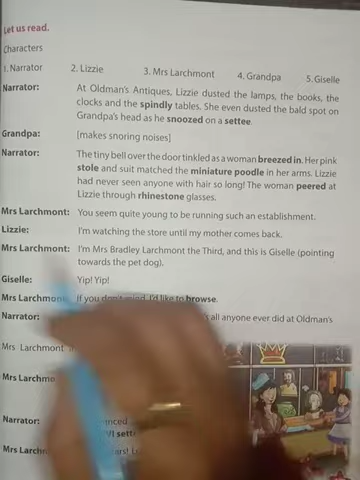 Let us read.
Characters
1. Narrator 2. Lizzie 3. Mrs Larchmont 4. Grandpa 5. Giselle
Narrator: At Oldman's Antiques, Lizzie dusted the lamps, the books, the
clocks and the spindly tables. She even dusted the bald spot on
Grandpa's head as he snoozed on a settee.
Grandpa: [makes snoring noises]
Narrator: The tiny bell over the door tinkled as a woman breezed in. Her pink
stole and suit matched the miniature poodle in her arms. Lizzie
had never seen anyone with hair so long! The woman peered at
Lizzie through rhinestone glasses.
Mrs Larchmont: You seem quite young to be running such an establishment.
Lizzie: I'm watching the store until my mother comes back.
Mrs Larchmont: I'm Mrs Bradley Larchmont the Third, and this is Giselle (pointing
towards the pet dog).
Giselle: Yip! Yip!
Mrs Larchmont: If you don't mind, I'd like to browse.
Narrator: all anyone ever did at Oldman's
Mrs Larchmont
Mrs
Narrator:
Mrs